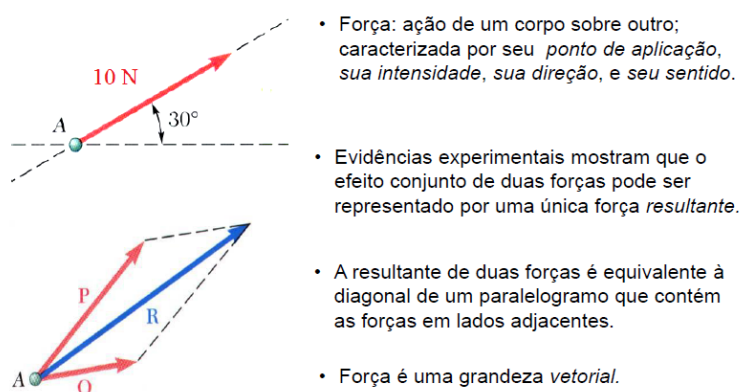 • Força: ação de um corpo sobre outro;
caracterizada por seu ponto de aplicação,
sua intensidade, sua direção, e seu sentido.
10 N
A
30°
• Evidências experimentais mostram que o
efeito conjunto de duas forças pode ser
representado por uma única força resultante.
• A resultante de duas forças é equivalente à
diagonal de um paralelogramo que contém
as forças em lados adjacentes.
P
R
A
Q
• Força é uma grandeza vetorial.